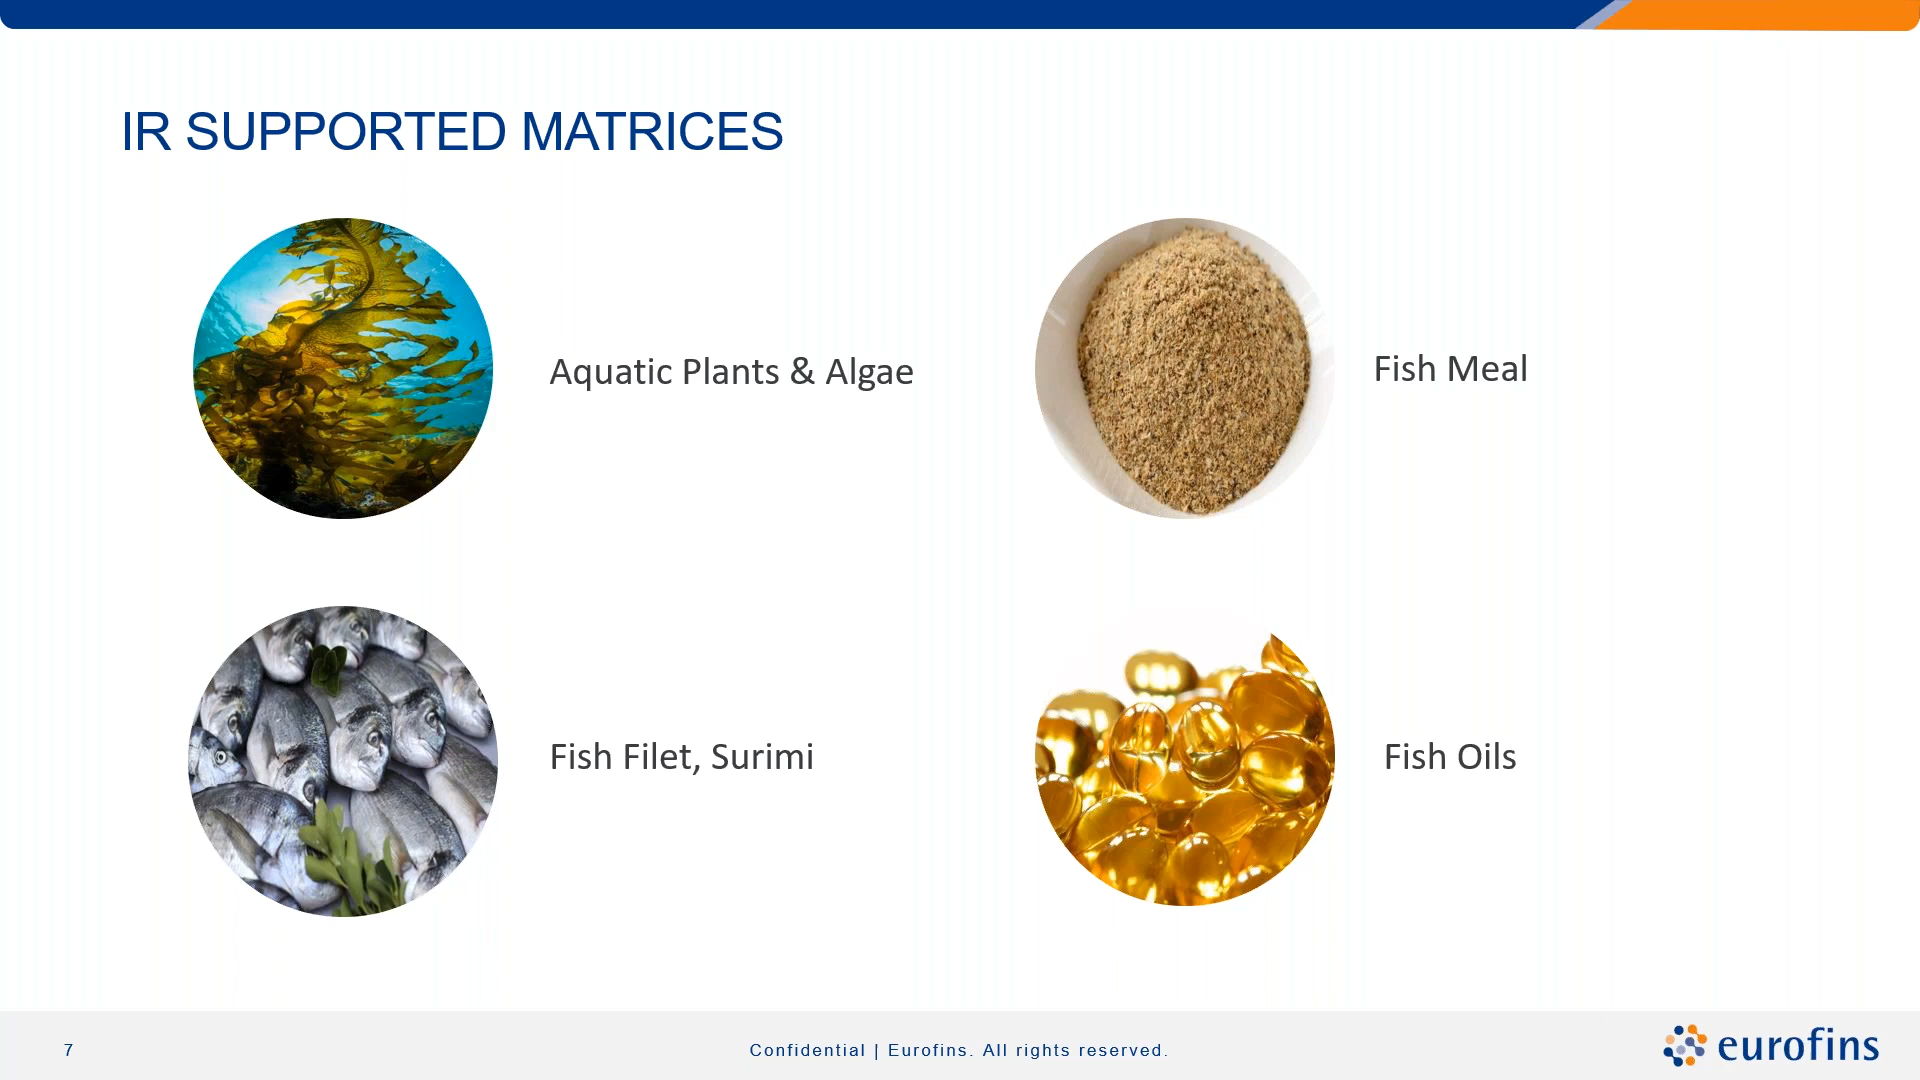 IR SUPPORTED MATRICES
Aquatic Plants & Algae
Fish Meal
Fish Filet, Surimi
Fish Oils
7
Confidential | Eurofins. All rights reserved.
eurofins